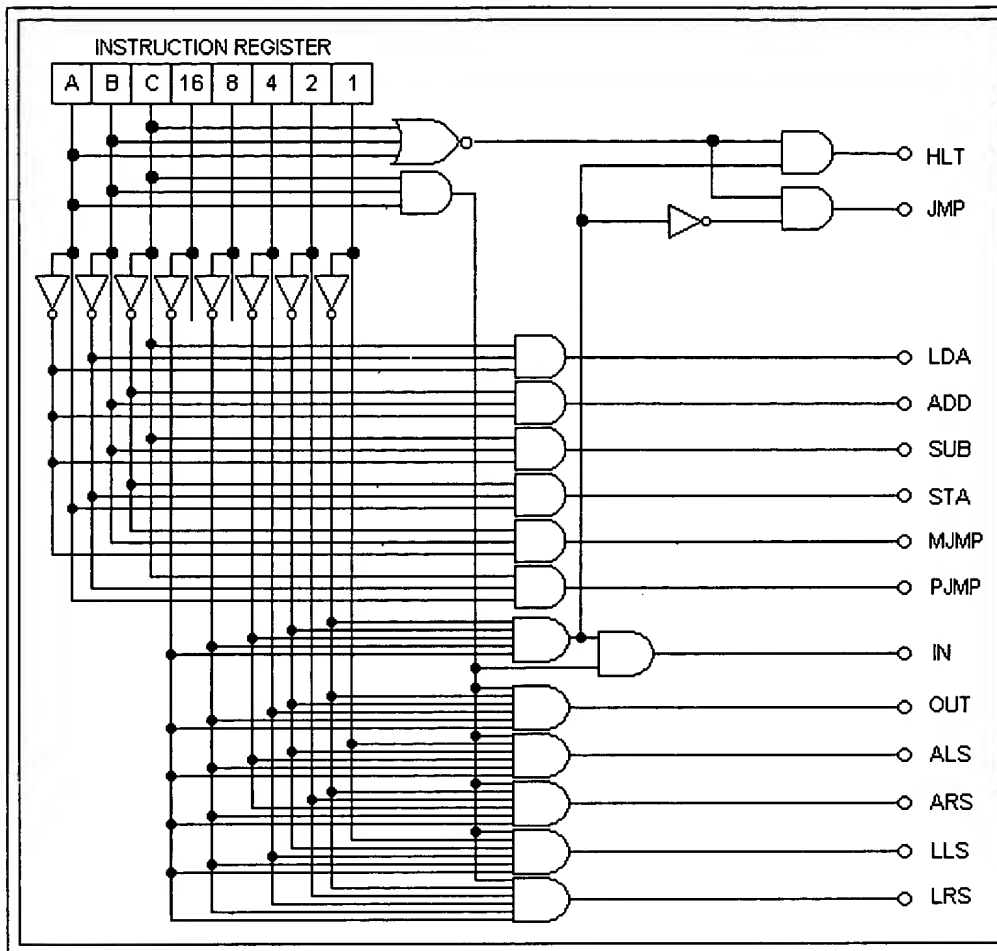 INSTRUCTION REGISTER
A B C 16 8 4 2 1
HLT
JMP
LDA
ADD
SUB
STA
MJMP
PJMP
IN
OUT
ALS
ARS
LLS
LRS